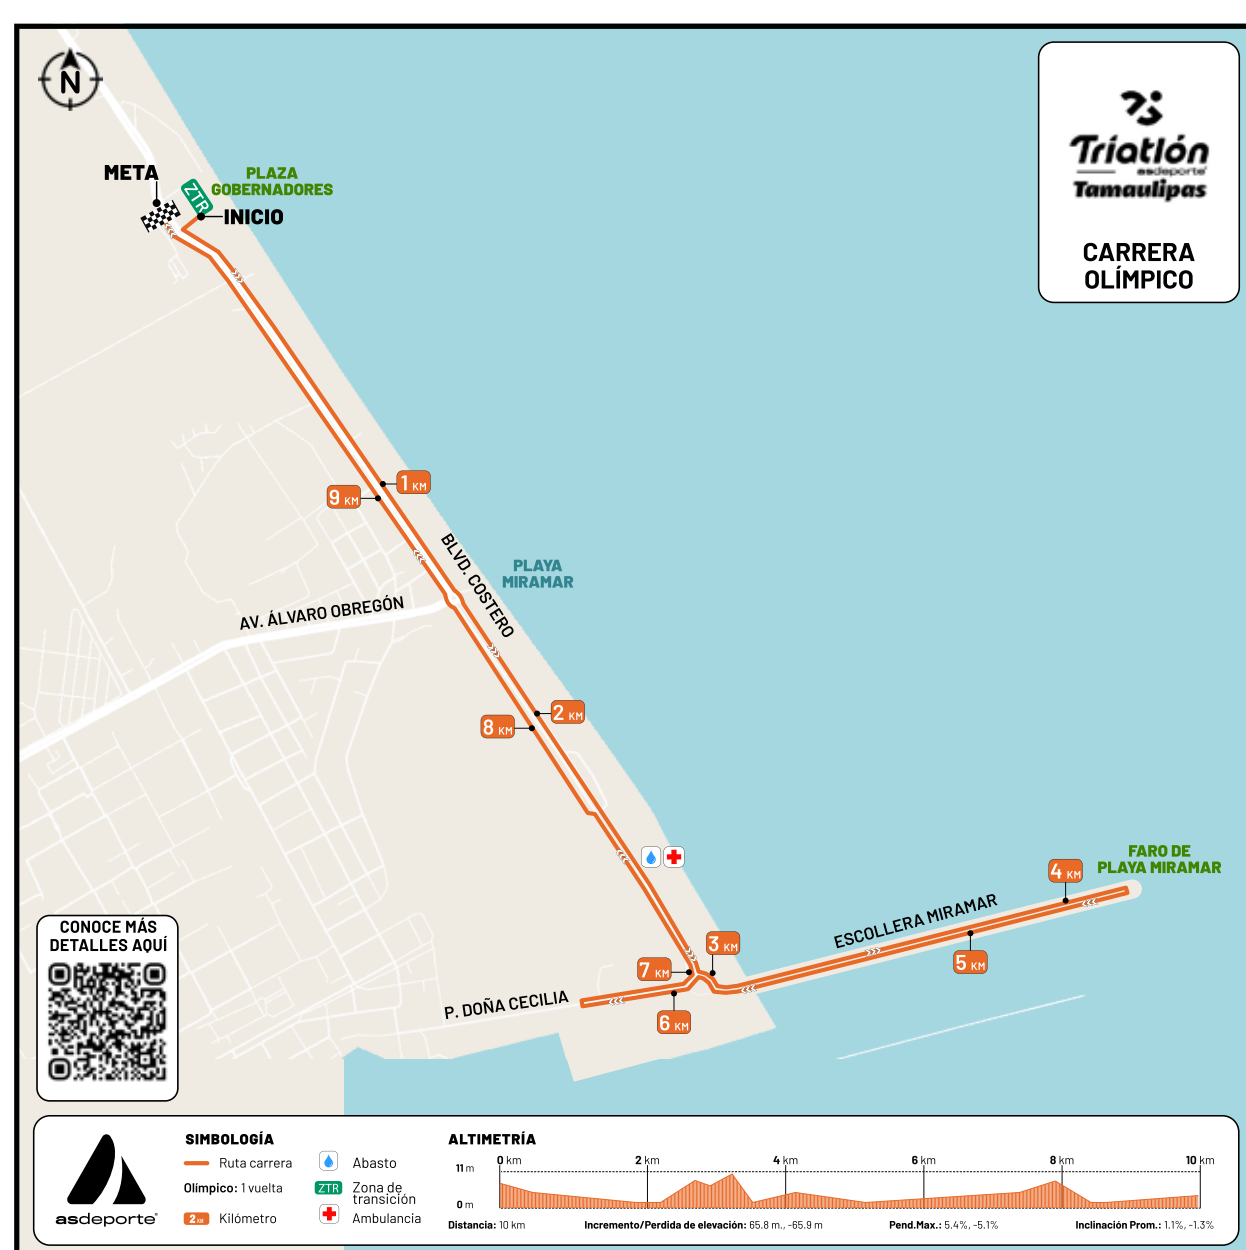 N
Triatlón
asdeporte
Tamaulipas
CARRERA
OLÍMPICO
META
ZTR
PLAZA
GOBERNADORES
INICIO
1 KM
9 KM
BLVD. COSTERO
PLAYA
MIRAMAR
AV. ÁLVARO OBREGÓN
2 KM
8 KM
FARO DE
PLAYA MIRAMAR
4 KM
ESCOLLERA MIRAMAR
3 KM
5 KM
7 KM
P. DOÑA CECILIA
6 KM
CONOCE MÁS
DETALLES AQUÍ
asdeporte
SIMBOLOGÍA
Ruta carrera
Olímpico: 1 vuelta
2 KM Kilómetro
Abasto
ZTR Zona de
transición
Ambulancia
ALTIMETRÍA
0 km 2 km 4 km 6 km 8 km 10 km
11 m
0 m
Distancia: 10 km Incremento/Perdida de elevación: 65.8 m., -65.9 m Pend.Max.: 5.4%, -5.1% Inclinación Prom.: 1.1%, -1.3%